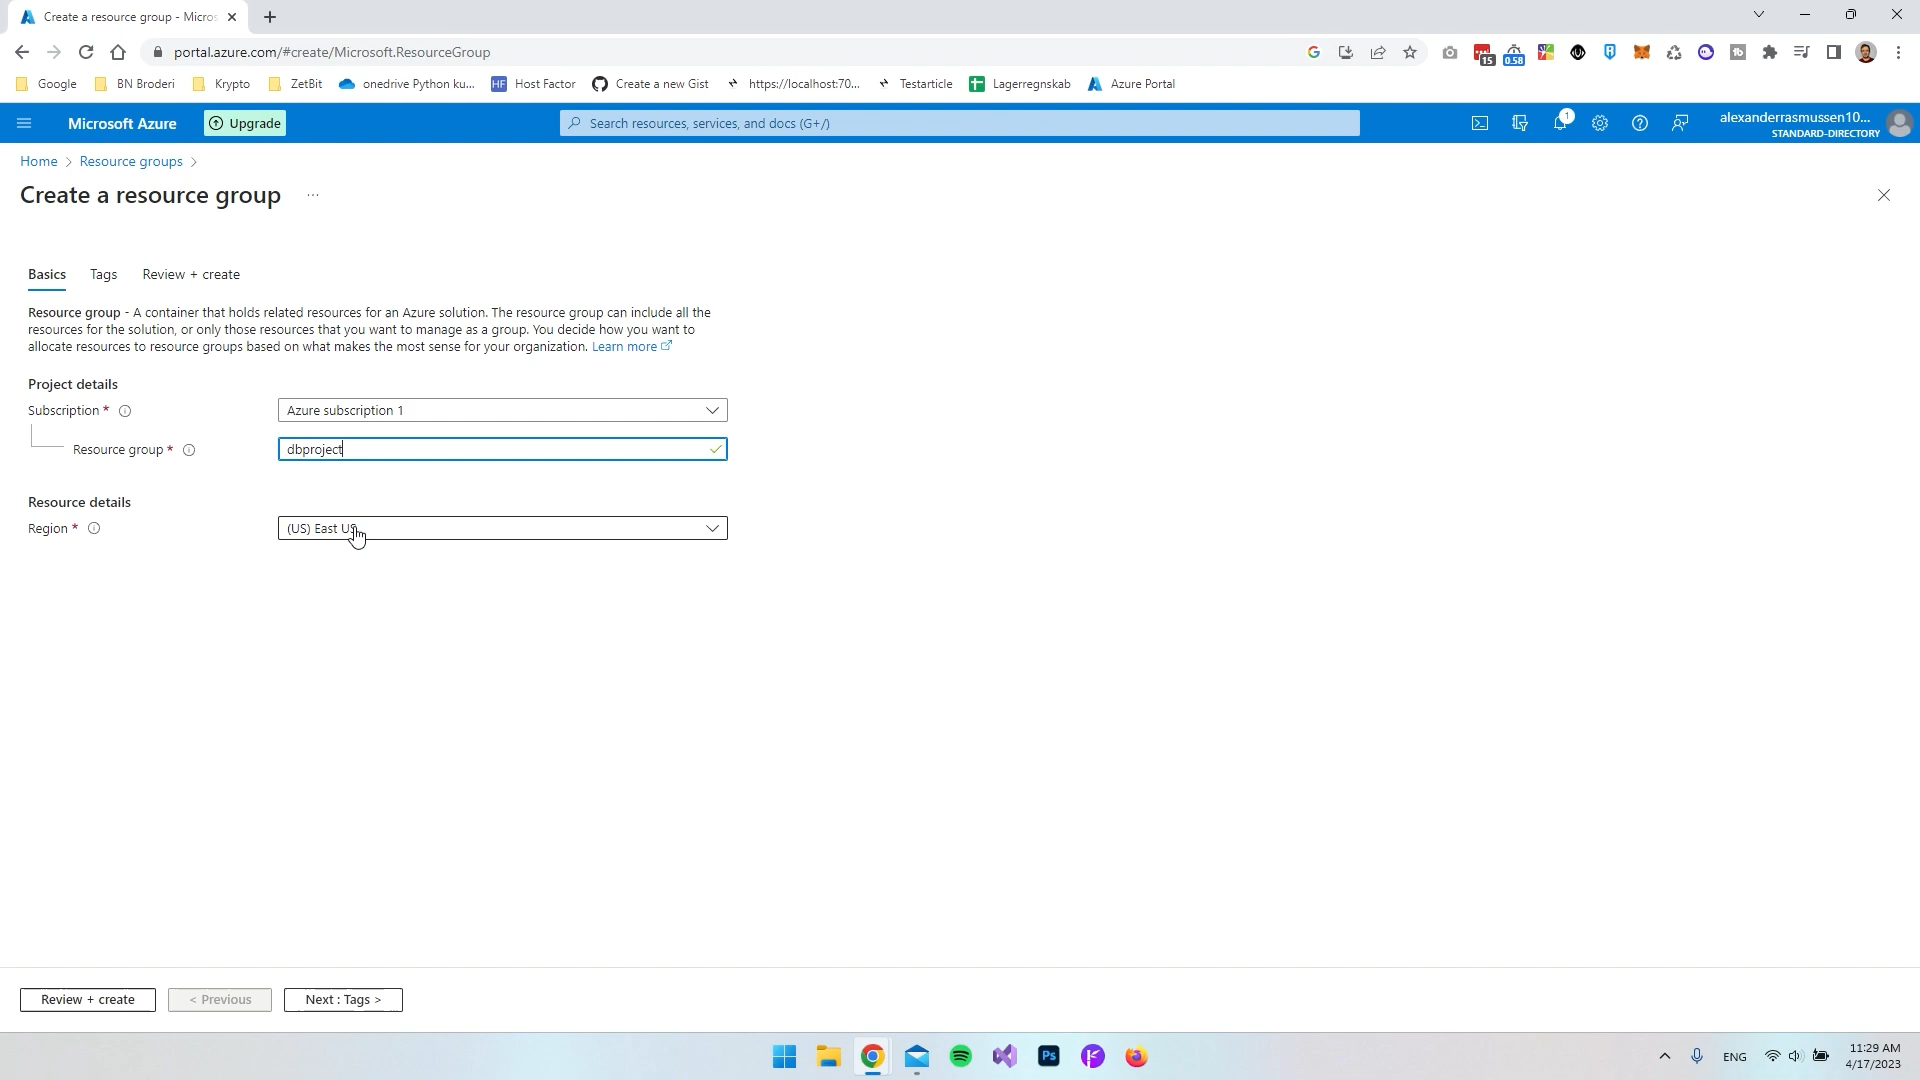 Create a resource group - Micros
portal.azure.com/#create/Microsoft.ResourceGroup
15
0.58
Google
BN Broderi
Krypto
ZetBit
onedrive Python ku...
HF
Host Factor
Create a new Gist
https://localhost:70...
Testarticle
Lagerregnskab
Azure Portal
Microsoft Azure
Upgrade
Search resources, services, and docs (G+/)
1
alexanderrasmussen10...
STANDARD-DIRECTORY
Home > Resource groups >
Create a resource group ...
Basics
Tags
Review + create
Resource group - A container that holds related resources for an Azure solution. The resource group can include all the
resources for the solution, or only those resources that you want to manage as a group. You decide how you want to
allocate resources to resource groups based on what makes the most sense for your organization. Learn more
Project details
Subscription *
Azure subscription 1
Resource group *
dbproject
Resource details
Region *
(US) East US
Review + create
< Previous
Next : Tags >
Ps
ENG
11:29 AM
4/17/2023